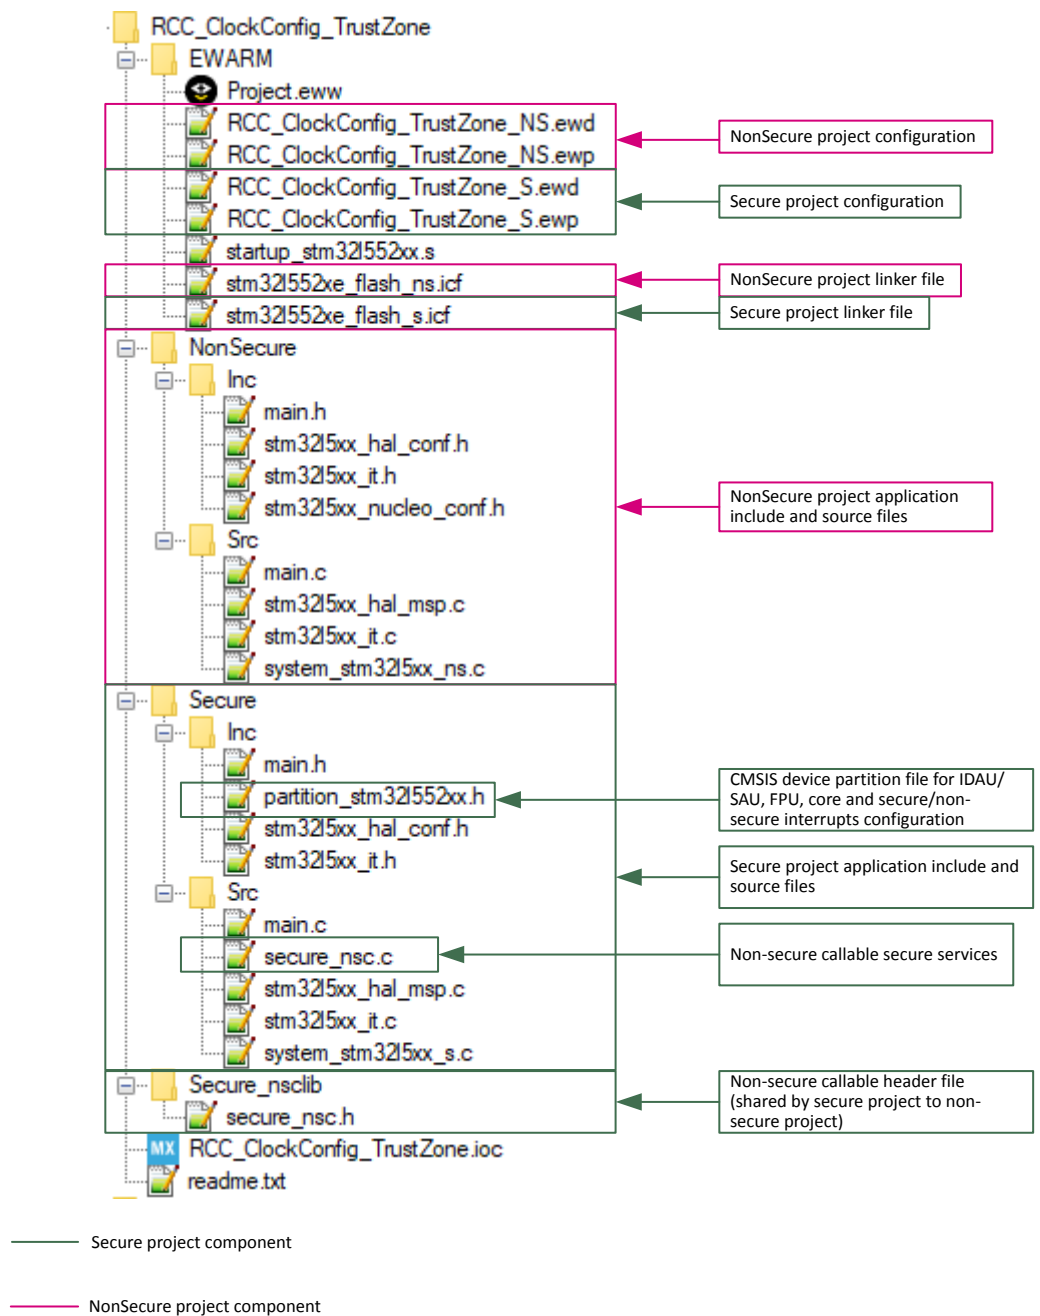 RCC_ClockConfig_TrustZone
EWARM
Project.eww
RCC_ClockConfig_TrustZone_NS.ewd
RCC_ClockConfig_TrustZone_NS.ewp
NonSecure project configuration
RCC_ClockConfig_TrustZone_S.ewd
RCC_ClockConfig_TrustZone_S.ewp
Secure project configuration
startup_stm32l552xx.s
stm32l552xe_flash_ns.icf
NonSecure project linker file
stm32l552xe_flash_s.icf
Secure project linker file
NonSecure
Inc
main.h
stm32l5xx_hal_conf.h
stm32l5xx_it.h
stm32l5xx_nucleo_conf.h
NonSecure project application
include and source files
Src
main.c
stm32l5xx_hal_msp.c
stm32l5xx_it.c
system_stm32l5xx_ns.c
Secure
Inc
main.h
partition_stm32l552xx.h
CMSIS device partition file for IDAU/
SAU, FPU, core and secure/non-
secure interrupts configuration
stm32l5xx_hal_conf.h
stm32l5xx_it.h
Secure project application include and
source files
Src
main.c
secure_nsc.c
Non-secure callable secure services
stm32l5xx_hal_msp.c
stm32l5xx_it.c
system_stm32l5xx_s.c
Secure_nsclib
secure_nsc.h
Non-secure callable header file
(shared by secure project to non-
secure project)
MX RCC_ClockConfig_TrustZone.ioc
readme.txt
Secure project component
NonSecure project component